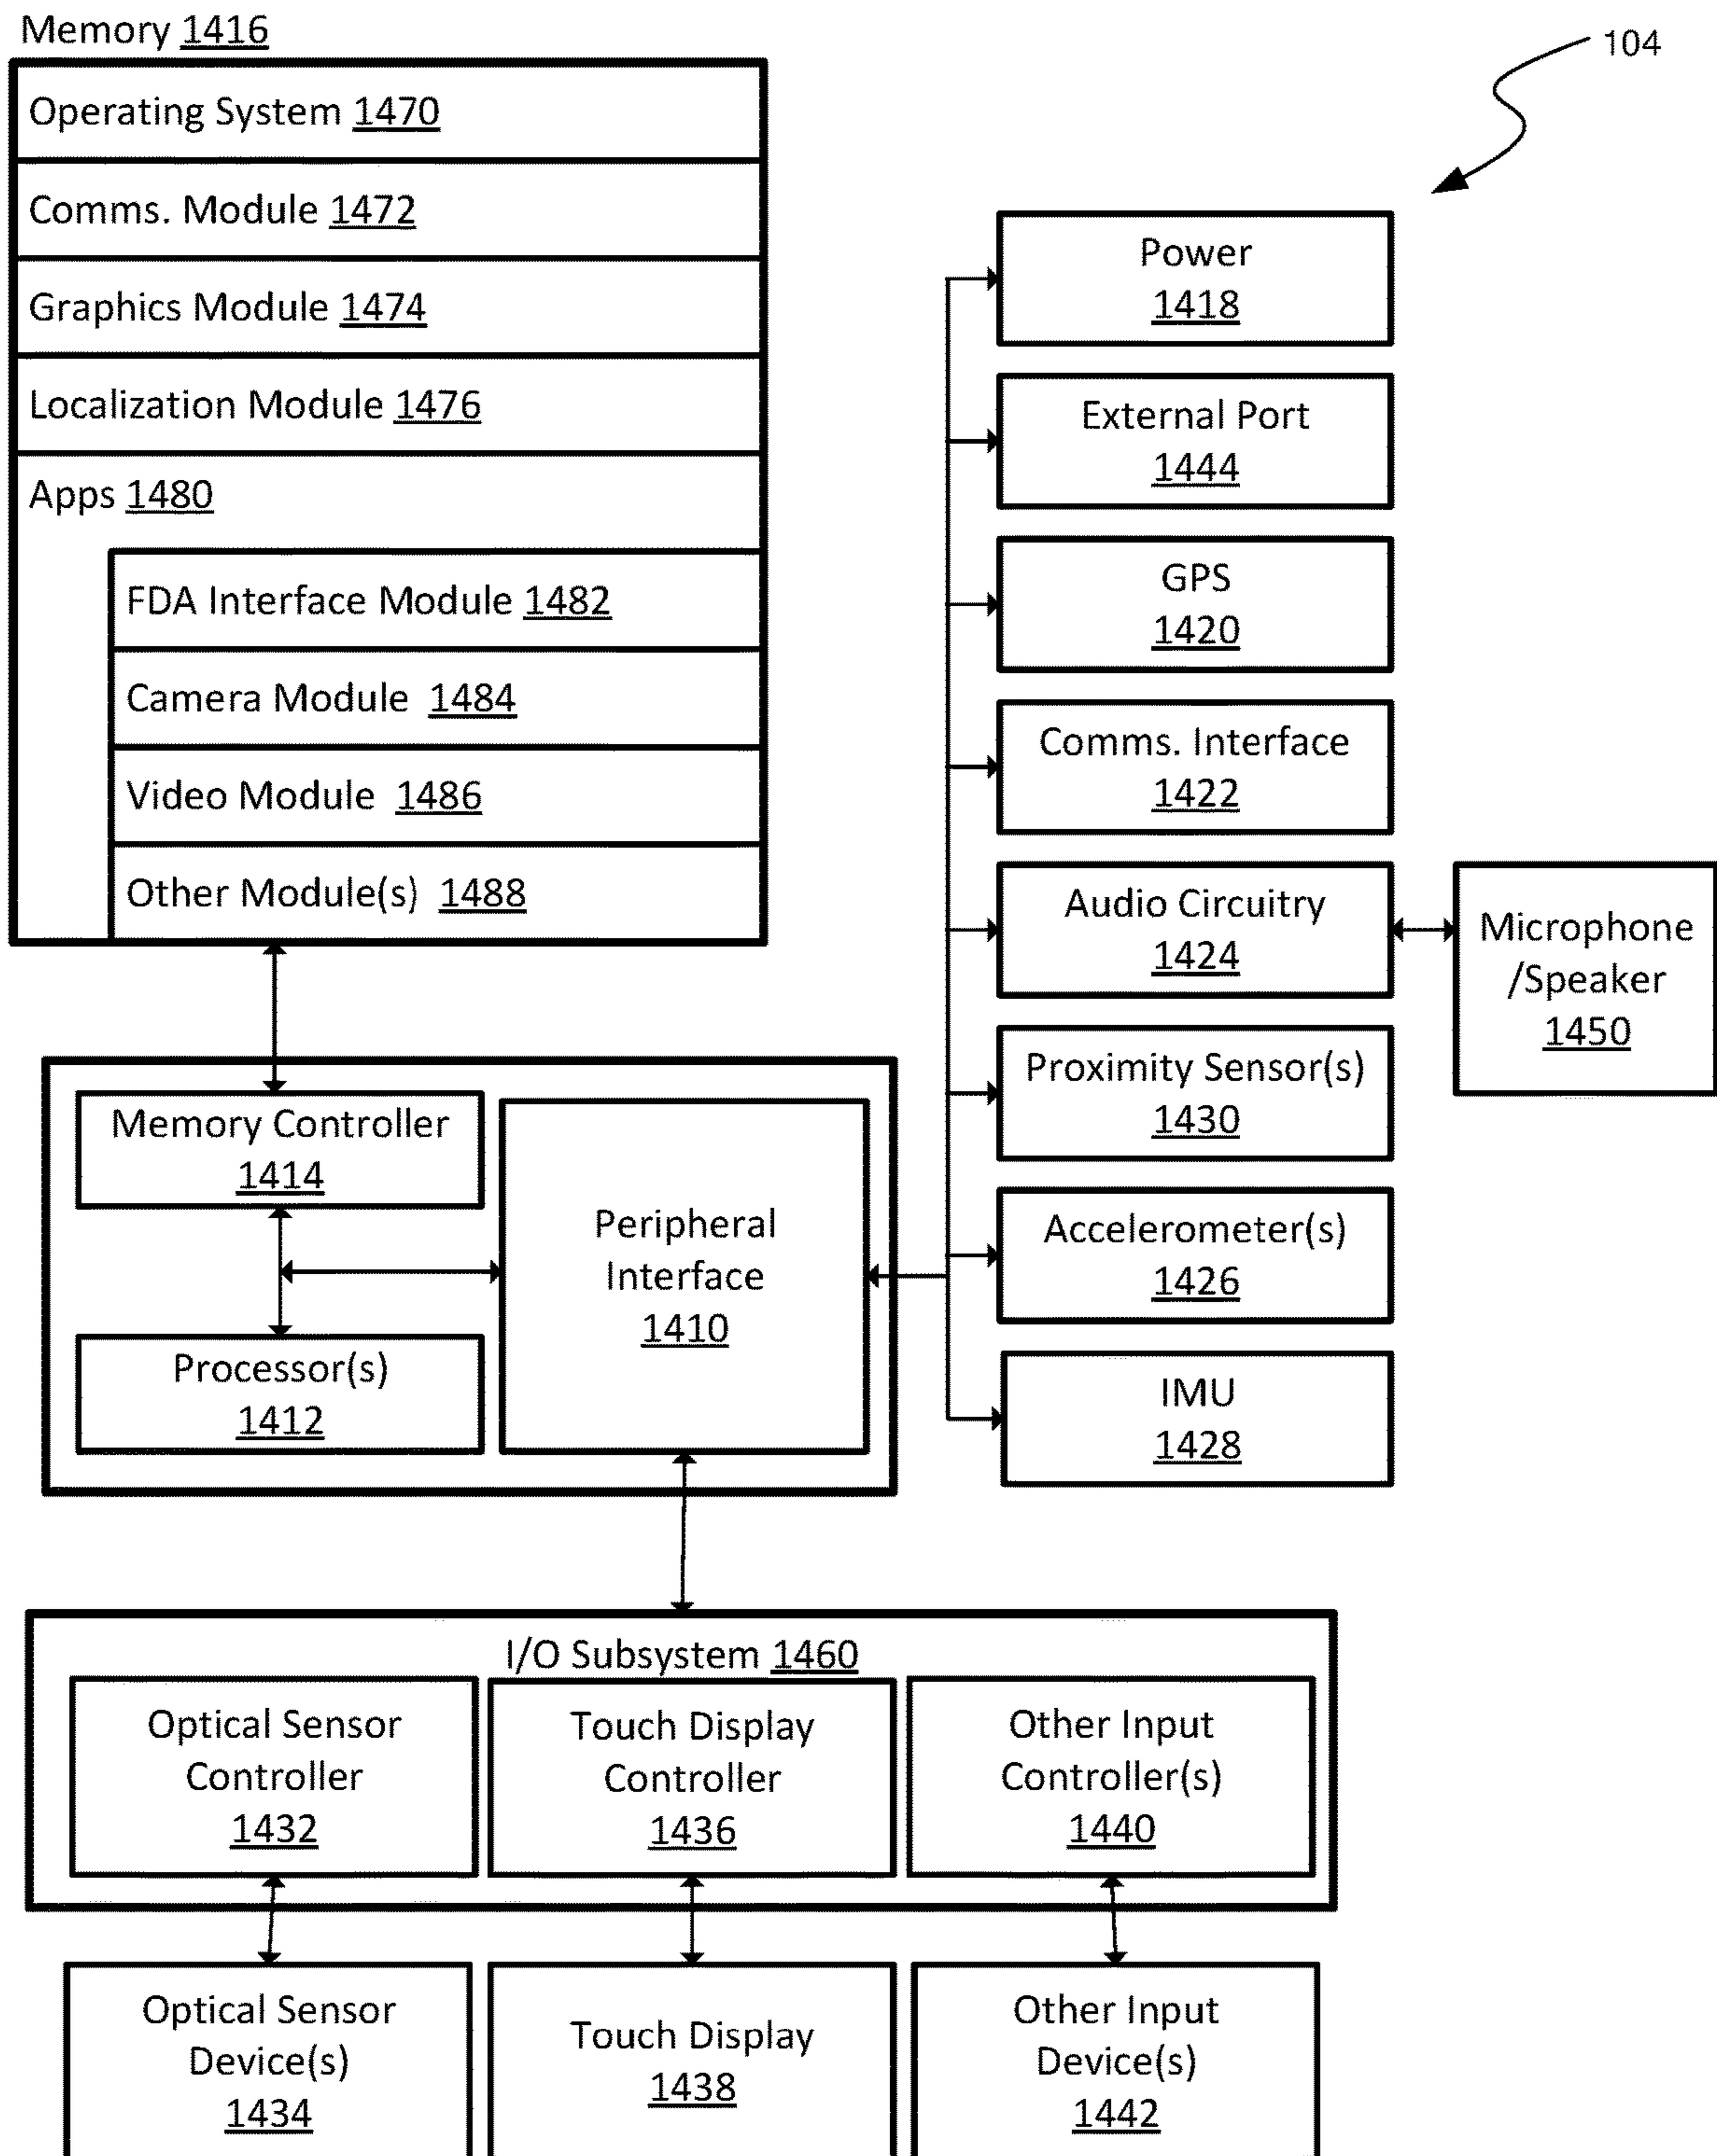 Memory 1416
104
Operating System 1470
Comms. Module 1472
Graphics Module 1474
Localization Module 1476
Apps 1480
FDA Interface Module 1482
Camera Module 1484
Video Module 1486
Other Module(s) 1488
Power
1418
External Port
1444
GPS
1420
Comms. Interface
1422
Audio Circuitry
1424
Microphone
/Speaker
1450
Proximity Sensor(s)
1430
Accelerometer(s)
1426
IMU
1428
Memory Controller
1414
Processor(s)
1412
Peripheral
Interface
1410
I/O Subsystem 1460
Optical Sensor
Controller
1432
Touch Display
Controller
1436
Other Input
Controller(s)
1440
Optical Sensor
Device(s)
1434
Touch Display
1438
Other Input
Device(s)
1442